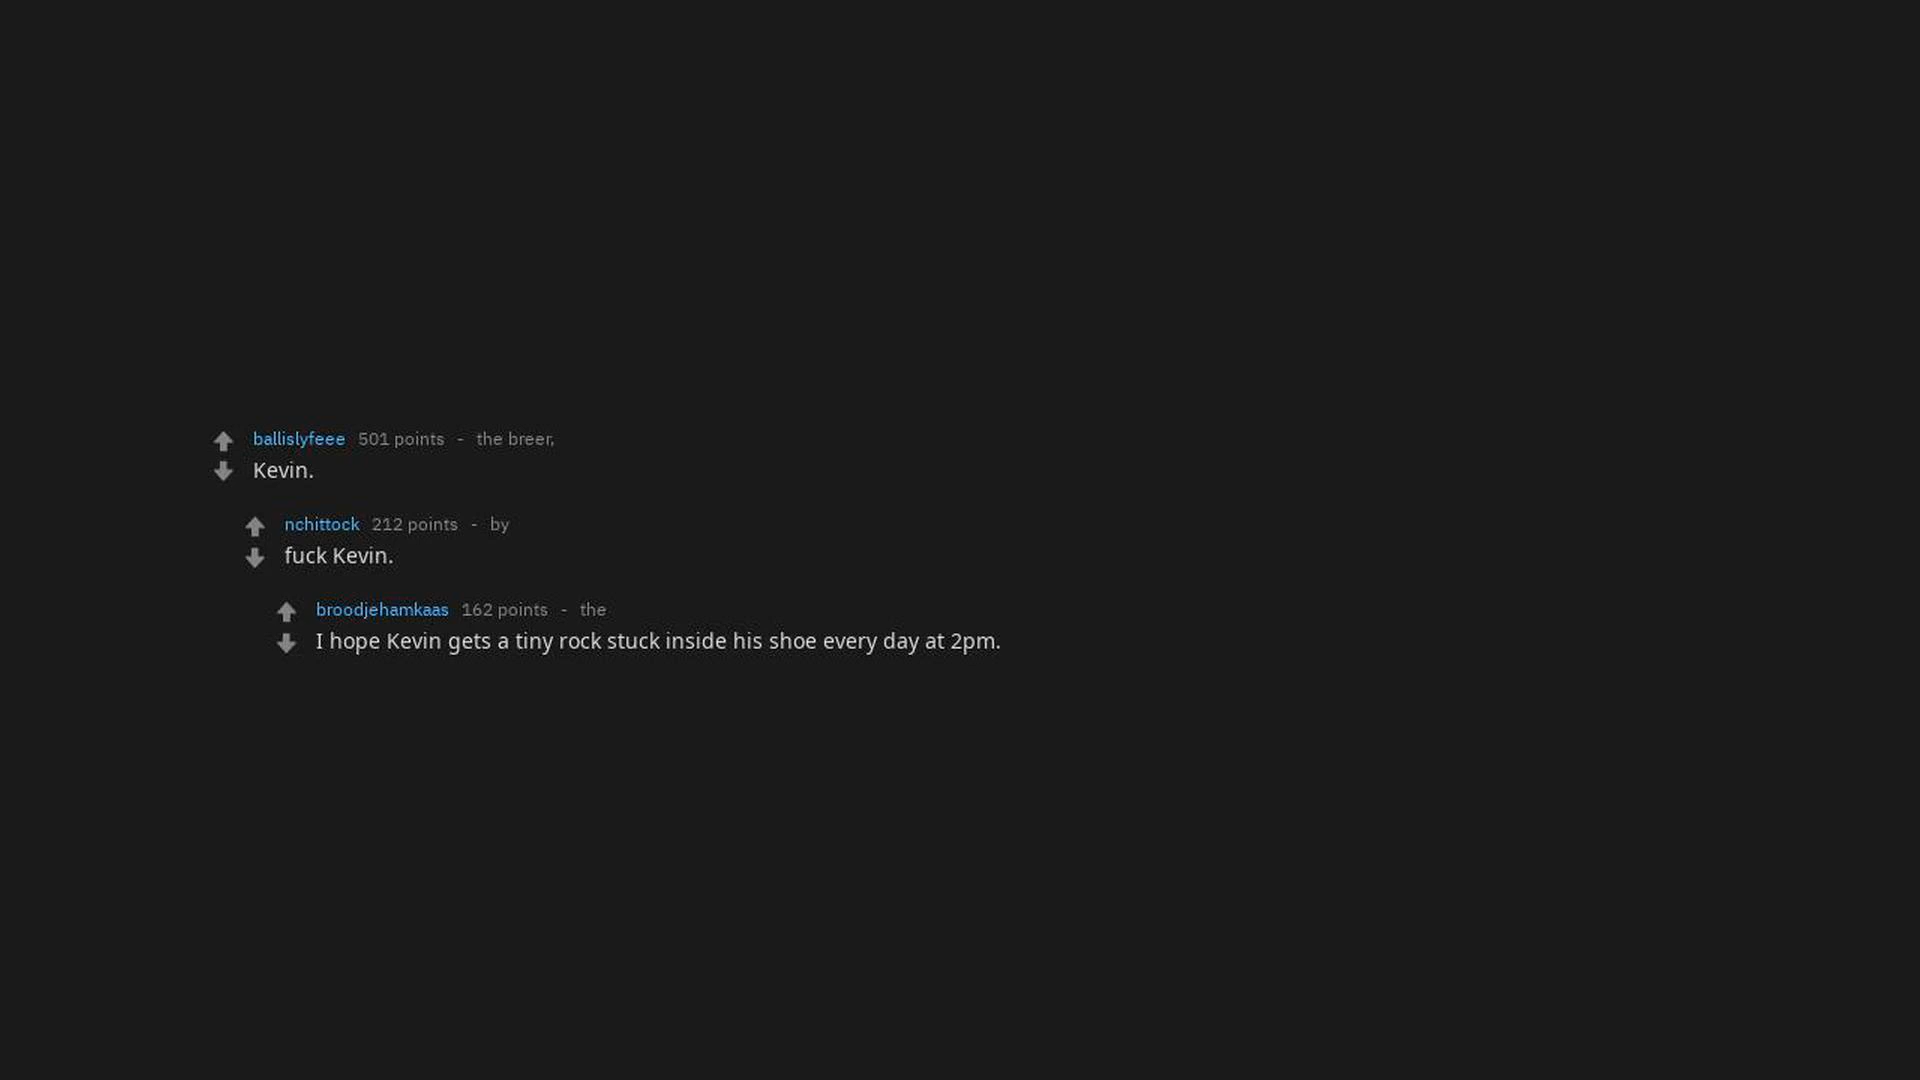 ballislyfeee 501 points - the breer,
Kevin.
nchittock 212 points - by
fuck Kevin.
broodjehamkaas 162 points - the
I hope Kevin gets a tiny rock stuck inside his shoe every day at 2pm.